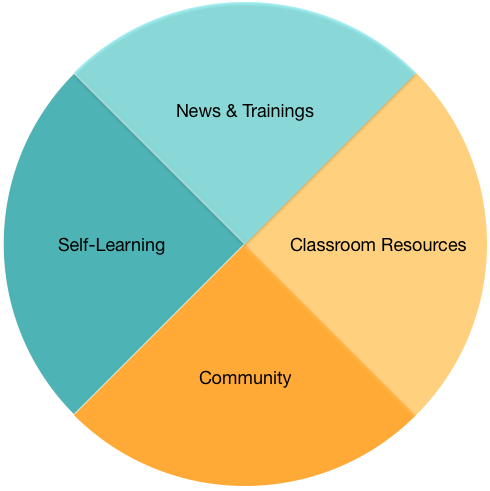 News & Trainings
Self-Learning
Classroom Resources
Community